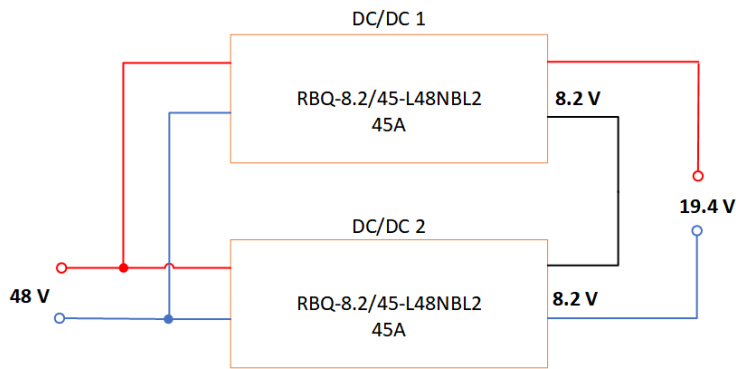 DC/DC 1
RBQ-8.2/45-L48NBL2
45A
8.2 V
19.4 V
DC/DC 2
48 V
RBQ-8.2/45-L48NBL2
45A
8.2 V